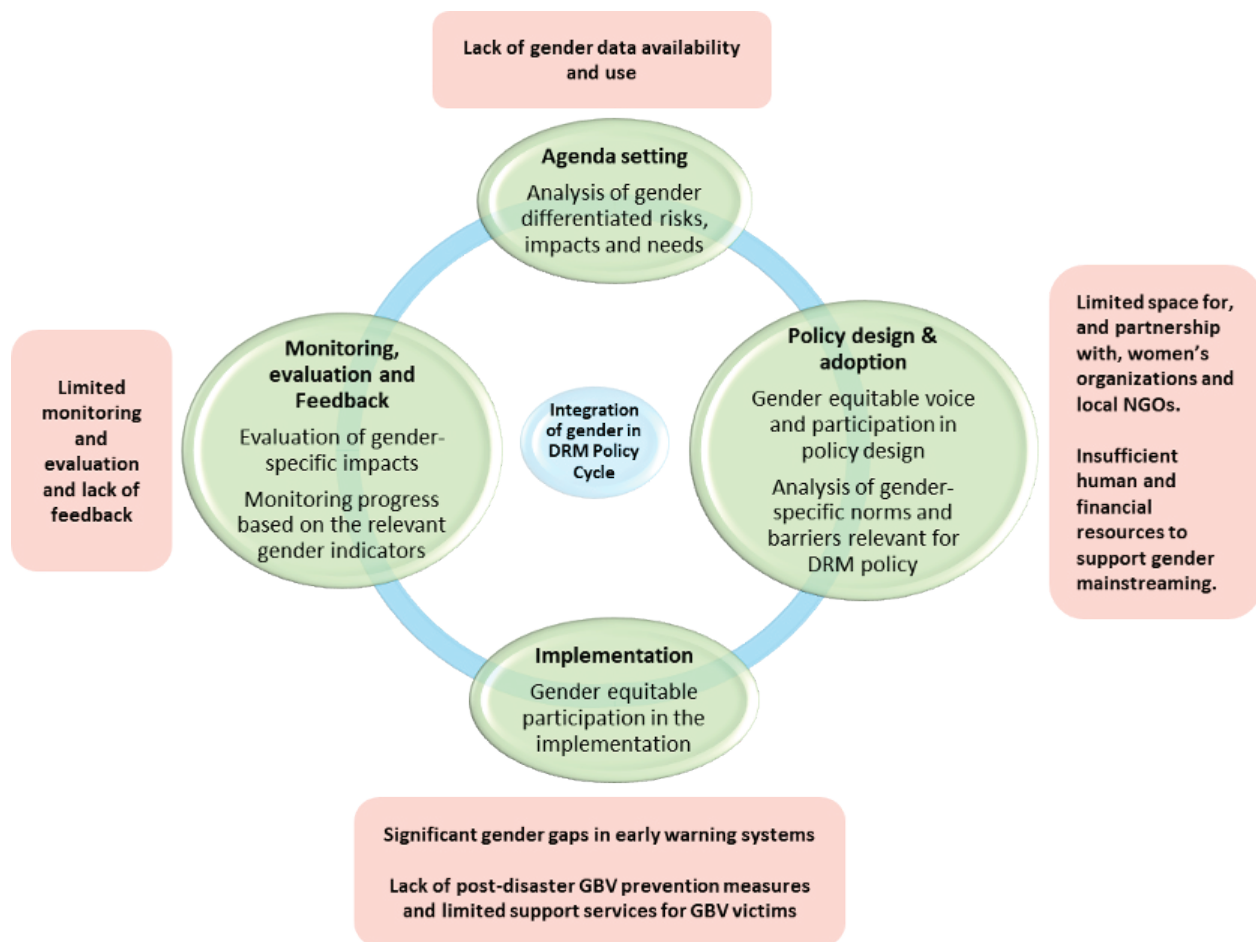 Lack of gender data availability
and use
Agenda setting
Analysis of gender
differentiated risks,
impacts and needs
Policy design &
adoption
Gender equitable voice
and participation in
policy design
Analysis of gender-
specific norms and
barriers relevant for
DRM policy
Limited space for,
and partnership
with, women's
organizations and
local NGOs.
Insufficient
human and
financial
resources to
support gender
mainstreaming.
Integration
of gender in
DRM Policy
Cycle
Monitoring,
evaluation and
Feedback
Evaluation of gender-
specific impacts
Monitoring progress
based on the relevant
gender indicators
Limited
monitoring
and
evaluation
and lack of
feedback
Implementation
Gender equitable
participation in the
implementation
Significant gender gaps in early warning systems
Lack of post-disaster GBV prevention measures
and limited support services for GBV victims